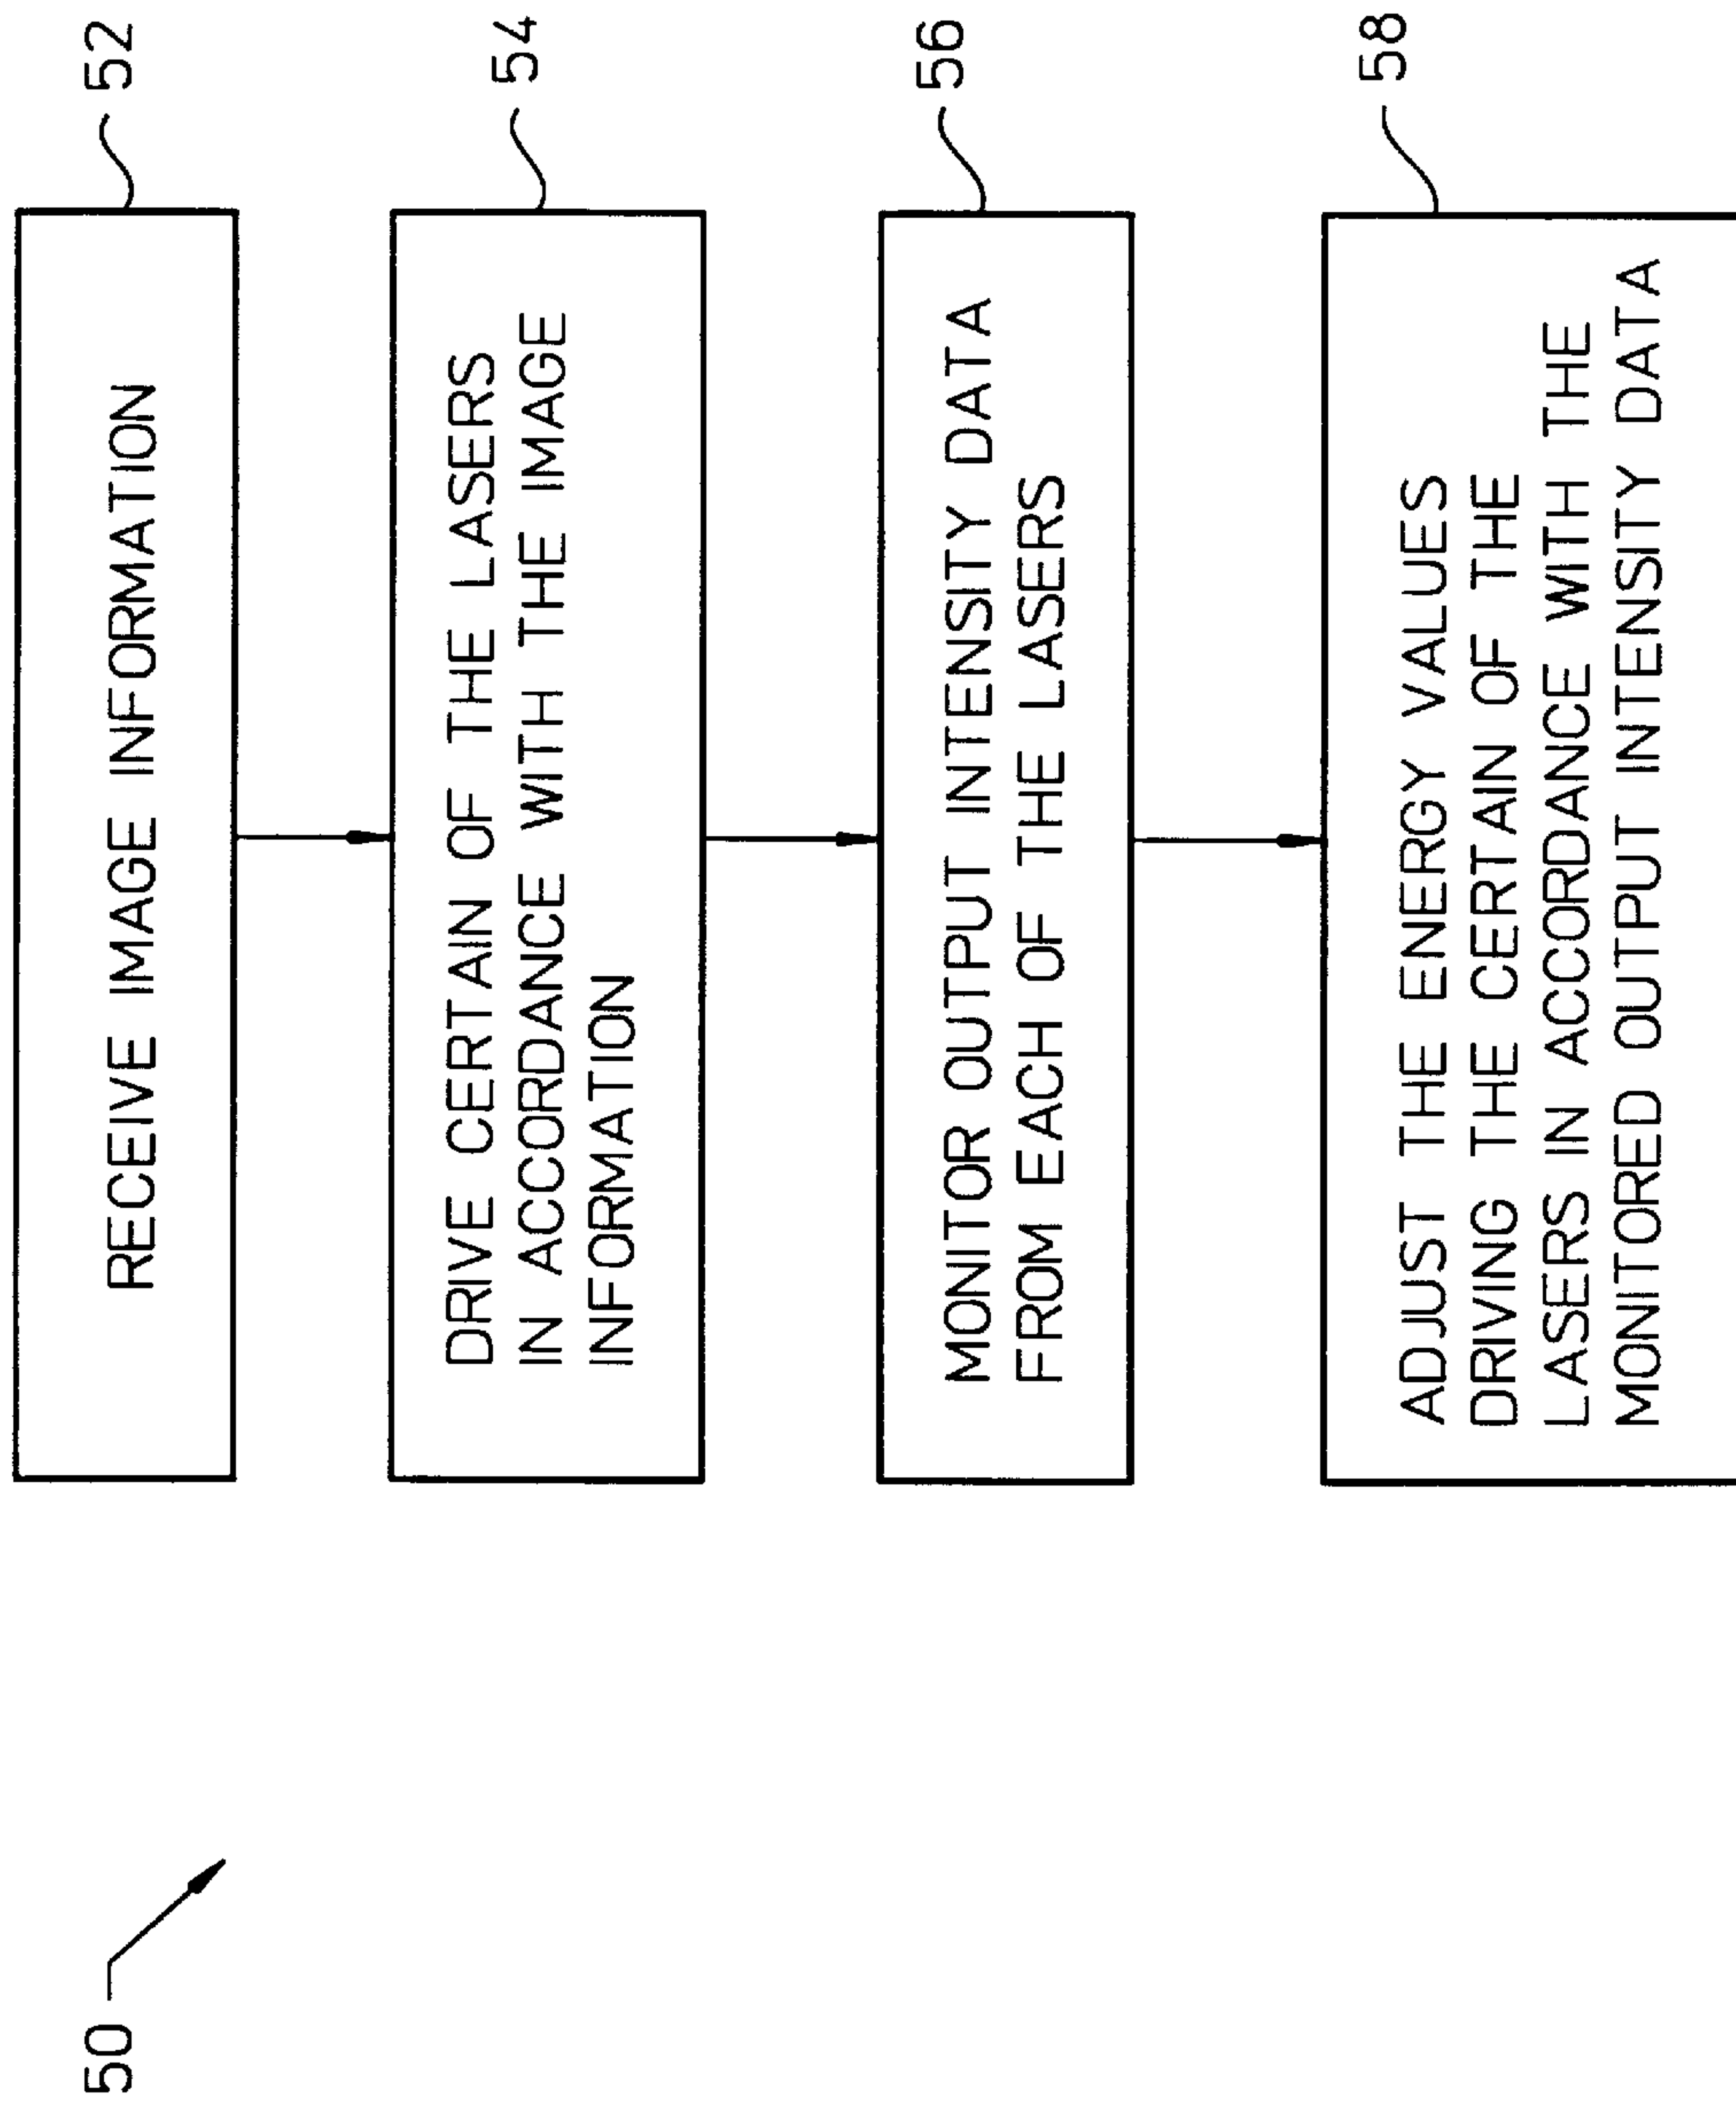 50
52
RECEIVE IMAGE INFORMATION
54
DRIVE CERTAIN OF THE LASERS
IN ACCORDANCE WITH THE IMAGE
INFORMATION
56
MONITOR OUTPUT INTENSITY DATA
FROM EACH OF THE LASERS
58
ADJUST THE ENERGY VALUES
DRIVING THE CERTAIN OF THE
LASERS IN ACCORDANCE WITH THE
MONITORED OUTPUT INTENSITY DATA